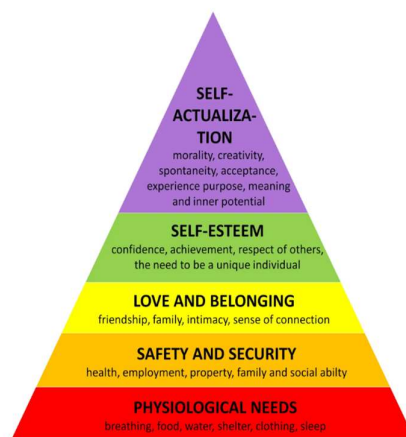 SELF-
ACTUALIZA-
TION
morality, creativity,
spontaneity, acceptance,
experience purpose, meaning
and inner potential
SELF-ESTEEM
confidence, achievement, respect of others,
the need to be a unique individual
LOVE AND BELONGING
friendship, family, intimacy, sense of connection
SAFETY AND SECURITY
health, employment, property, family and social abilty
PHYSIOLOGICAL NEEDS
breathing, food, water, shelter, clothing, sleep